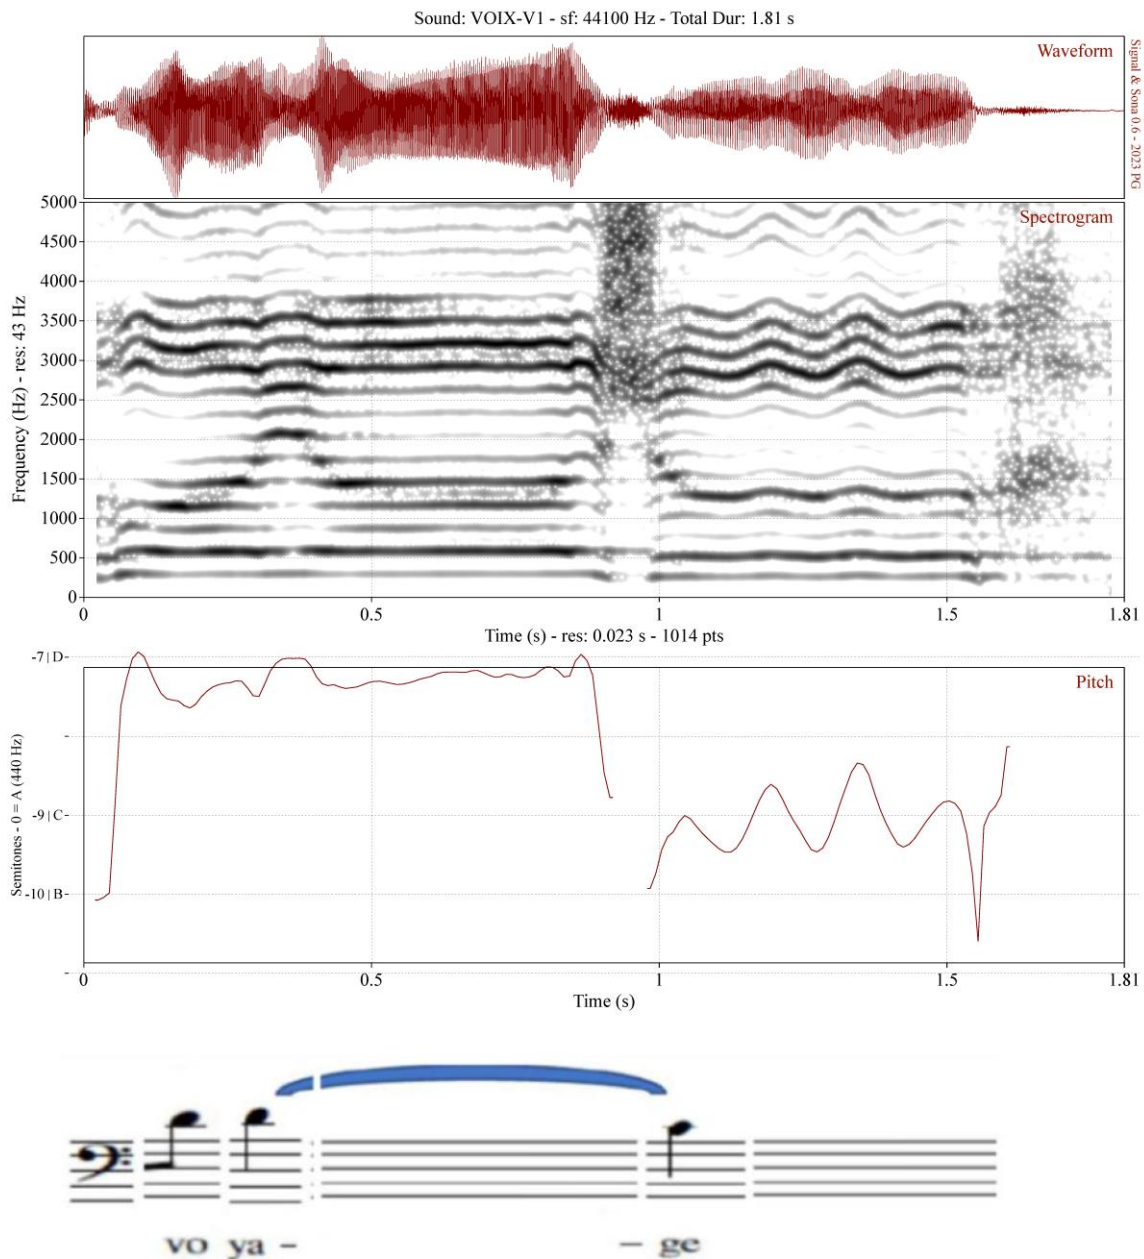 Sound: VOIX-V1 - sf: 44100 Hz - Total Dur: 1.81 s
Waveform
Signal & Sona 0.6 - 2023 PG
Spectrogram
Frequency (Hz) - res: 43 Hz
5000
4500
4000
3500
3000
2500
2000
1500
1000
500
0
0 0.5 1 1.5 1.81
Time (s) - res: 0.023 s - 1014 pts
Pitch
Semitones - 0 = A (440 Hz)
-7 | D-
-
-9 | C-
-10 | B-
-
0 0.5 1 1.5 1.81
Time (s)
vo ya - - ge